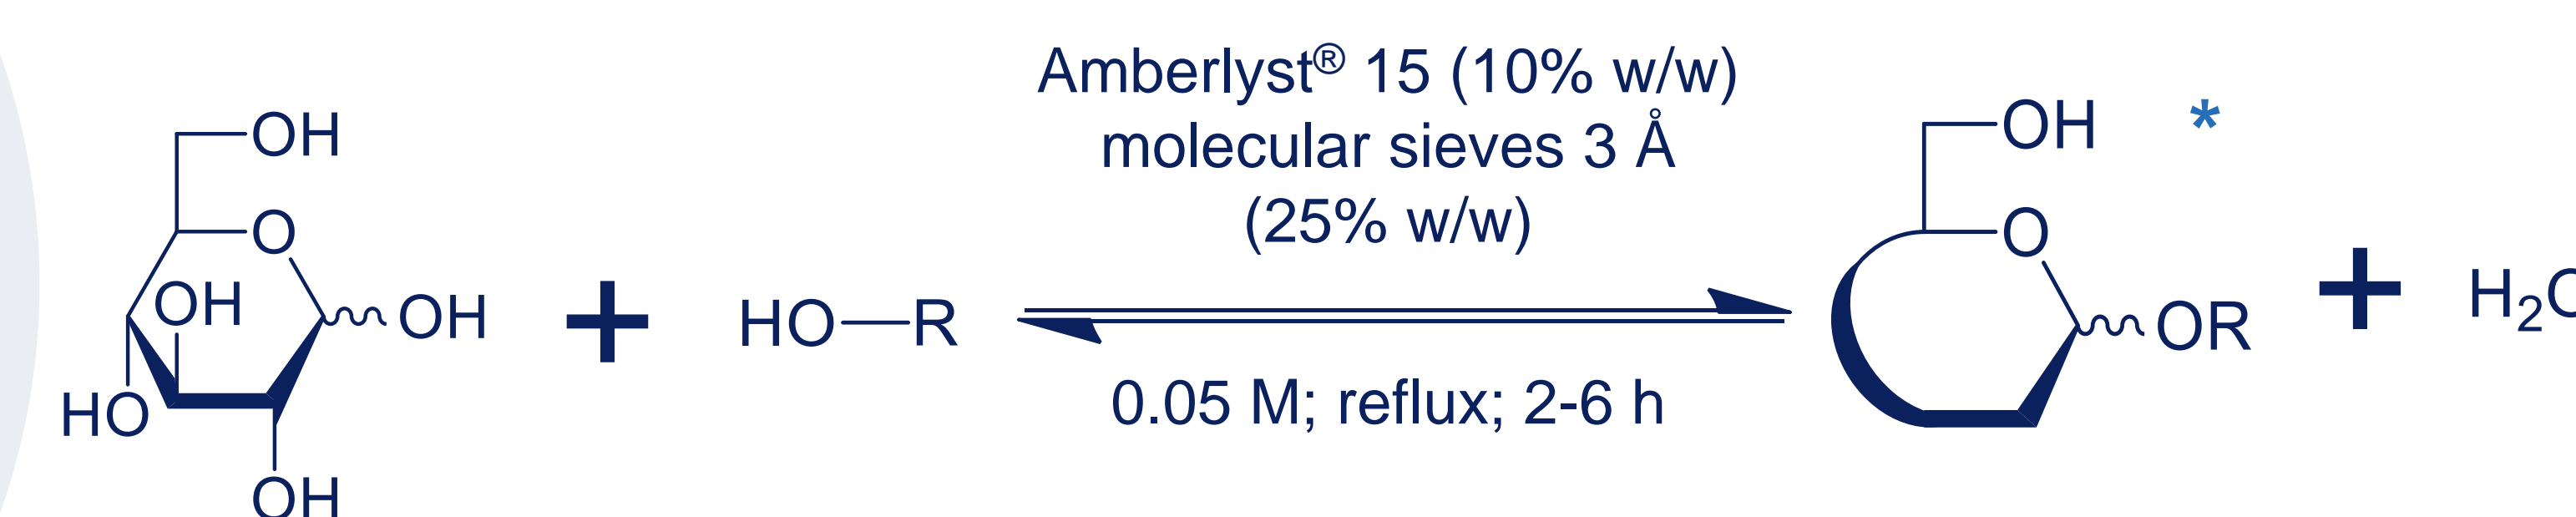 Amberlyst® 15 (10% w/w)
molecular sieves 3 Å
(25% w/w)
OH
O
OH
OH
HO
OH
+
HO—R
0.05 M; reflux; 2-6 h
OH *
O
OR
+
H₂O